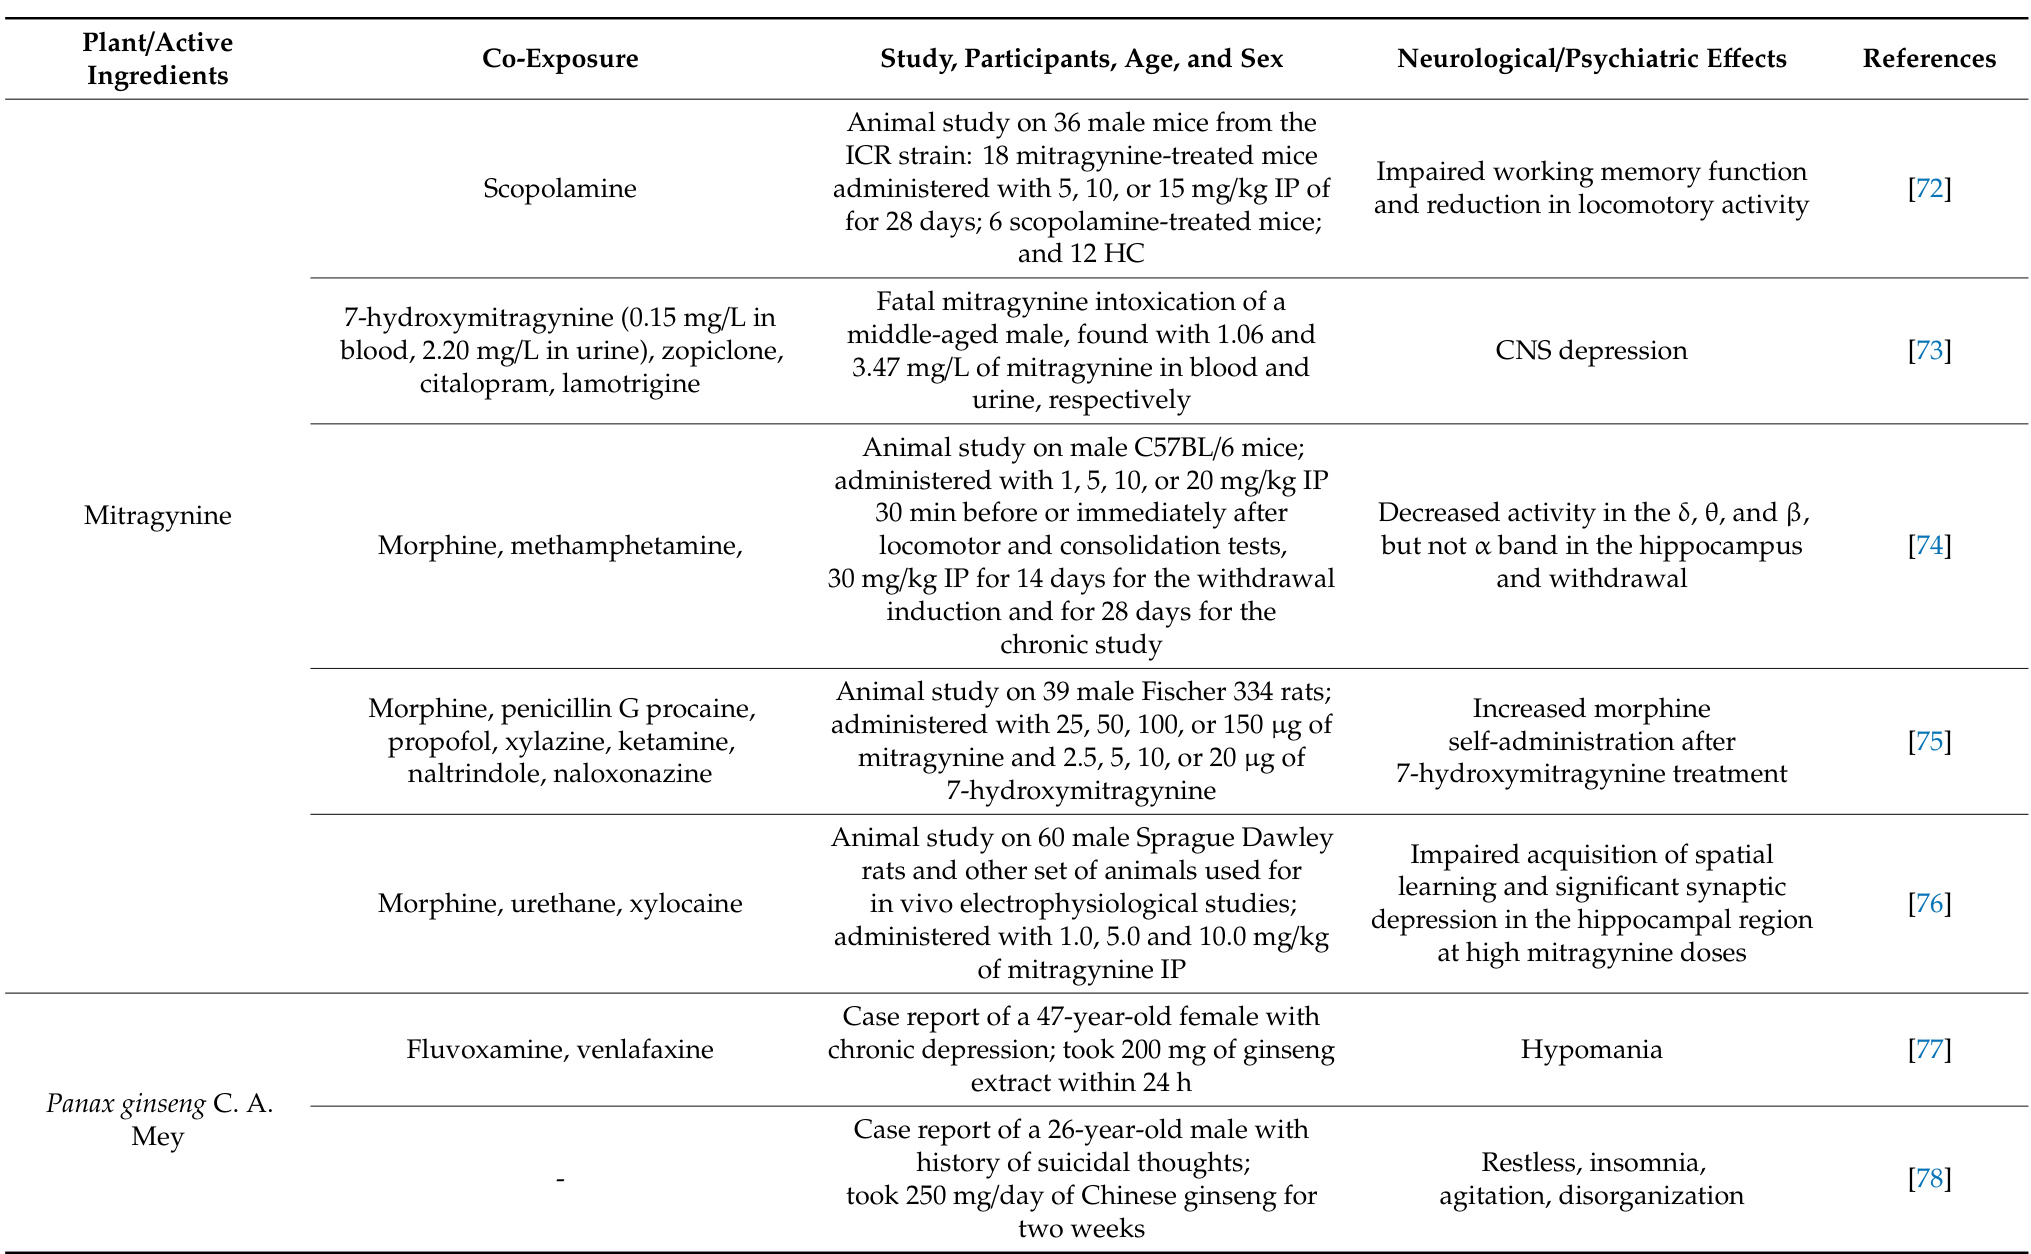 Plant/Active
Ingredients
Co-Exposure
Study, Participants, Age, and Sex
Neurological/Psychiatric Effects
References
Mitragynine
Scopolamine
Animal study on 36 male mice from the
ICR strain: 18 mitragynine-treated mice
administered with 5, 10, or 15 mg/kg IP of
for 28 days; 6 scopolamine-treated mice;
and 12 HC
Impaired working memory function
and reduction in locomotory activity
[72]
7-hydroxymitragynine (0.15 mg/L in
blood, 2.20 mg/L in urine), zopiclone,
citalopram, lamotrigine
Fatal mitragynine intoxication of a
middle-aged male, found with 1.06 and
3.47 mg/L of mitragynine in blood and
urine, respectively
CNS depression
[73]
Morphine, methamphetamine,
Animal study on male C57BL/6 mice;
administered with 1, 5, 10, or 20 mg/kg IP
30 min before or immediately after
locomotor and consolidation tests,
30 mg/kg IP for 14 days for the withdrawal
induction and for 28 days for the
chronic study
Decreased activity in the δ, θ, and β,
but not α band in the hippocampus
and withdrawal
[74]
Morphine, penicillin G procaine,
propofol, xylazine, ketamine,
naltrindole, naloxonazine
Animal study on 39 male Fischer 334 rats;
administered with 25, 50, 100, or 150 µg of
mitragynine and 2.5, 5, 10, or 20 µg of
7-hydroxymitragynine
Increased morphine
self-administration after
7-hydroxymitragynine treatment
[75]
Morphine, urethane, xylocaine
Animal study on 60 male Sprague Dawley
rats and other set of animals used for
in vivo electrophysiological studies;
administered with 1.0, 5.0 and 10.0 mg/kg
of mitragynine IP
Impaired acquisition of spatial
learning and significant synaptic
depression in the hippocampal region
at high mitragynine doses
[76]
Panax ginseng C. A.
Mey
Fluvoxamine, venlafaxine
Case report of a 47-year-old female with
chronic depression; took 200 mg of ginseng
extract within 24 h
Hypomania
[77]
-
Case report of a 26-year-old male with
history of suicidal thoughts;
took 250 mg/day of Chinese ginseng for
two weeks
Restless, insomnia,
agitation, disorganization
[78]